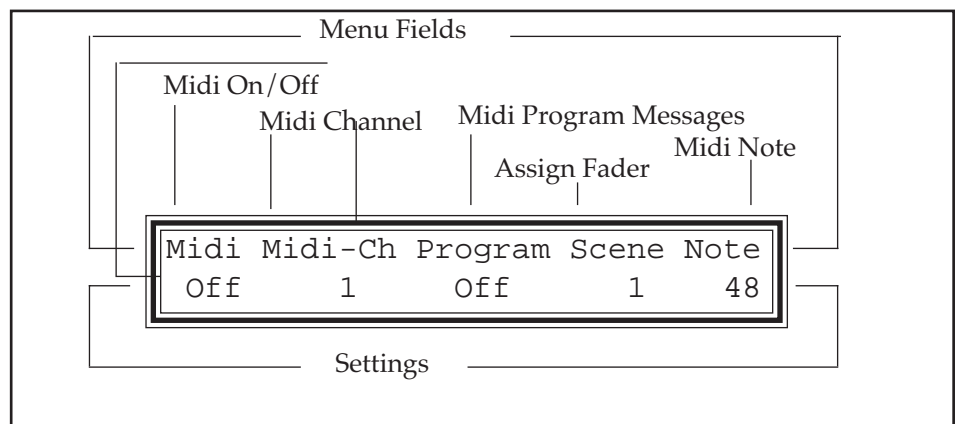 Menu Fields
Midi On/Off
Midi Channel
Midi Program Messages
Midi Note
Assign Fader
Midi Midi-Ch Program Scene Note
Off 1 Off 1 48
Settings